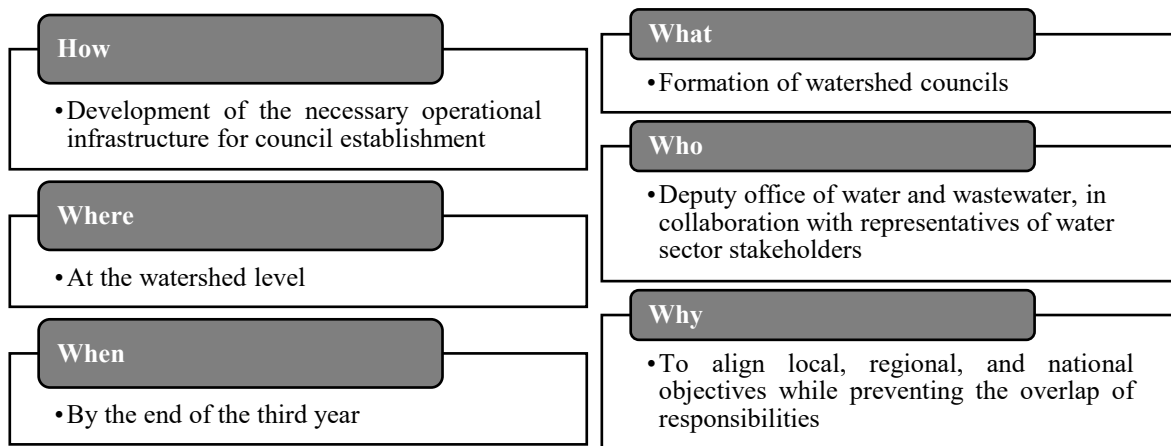 How
•Development of the necessary operational
infrastructure for council establishment
Where
•At the watershed level
When
•By the end of the third year
What
•Formation of watershed councils
Who
•Deputy office of water and wastewater, in
collaboration with representatives of water
sector stakeholders
Why
•To align local, regional, and national
objectives while preventing the overlap of
responsibilities